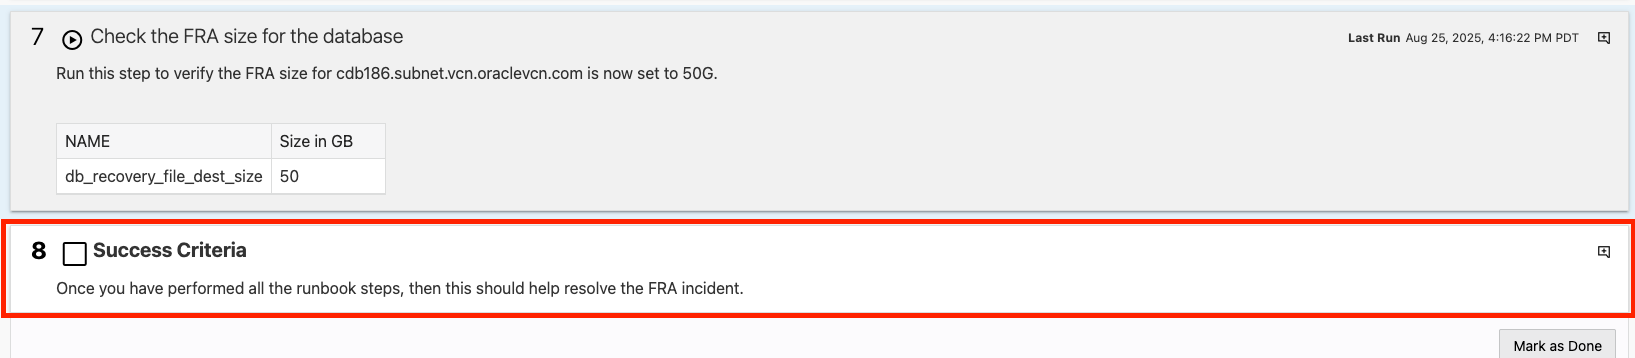 7 Check the FRA size for the database
Last Run Aug 25, 2025, 4:16:22 PM PDT
Run this step to verify the FRA size for cdb186.subnet.vcn.oraclevcn.com is now set to 50G.
NAME Size in GB
db_recovery_file_dest_size 50
8 Success Criteria
Once you have performed all the runbook steps, then this should help resolve the FRA incident.
Mark as Done